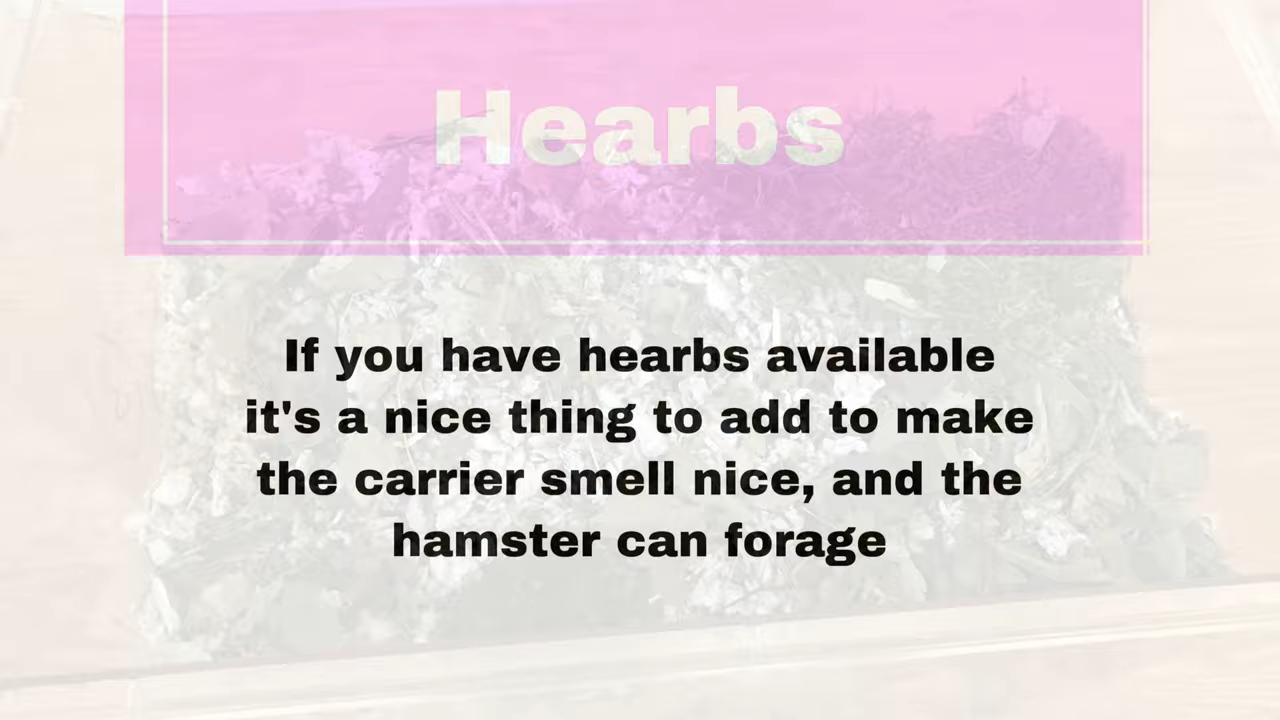 Hearbs
If you have hearbs available
it's a nice thing to add to make
the carrier smell nice, and the
hamster can forage